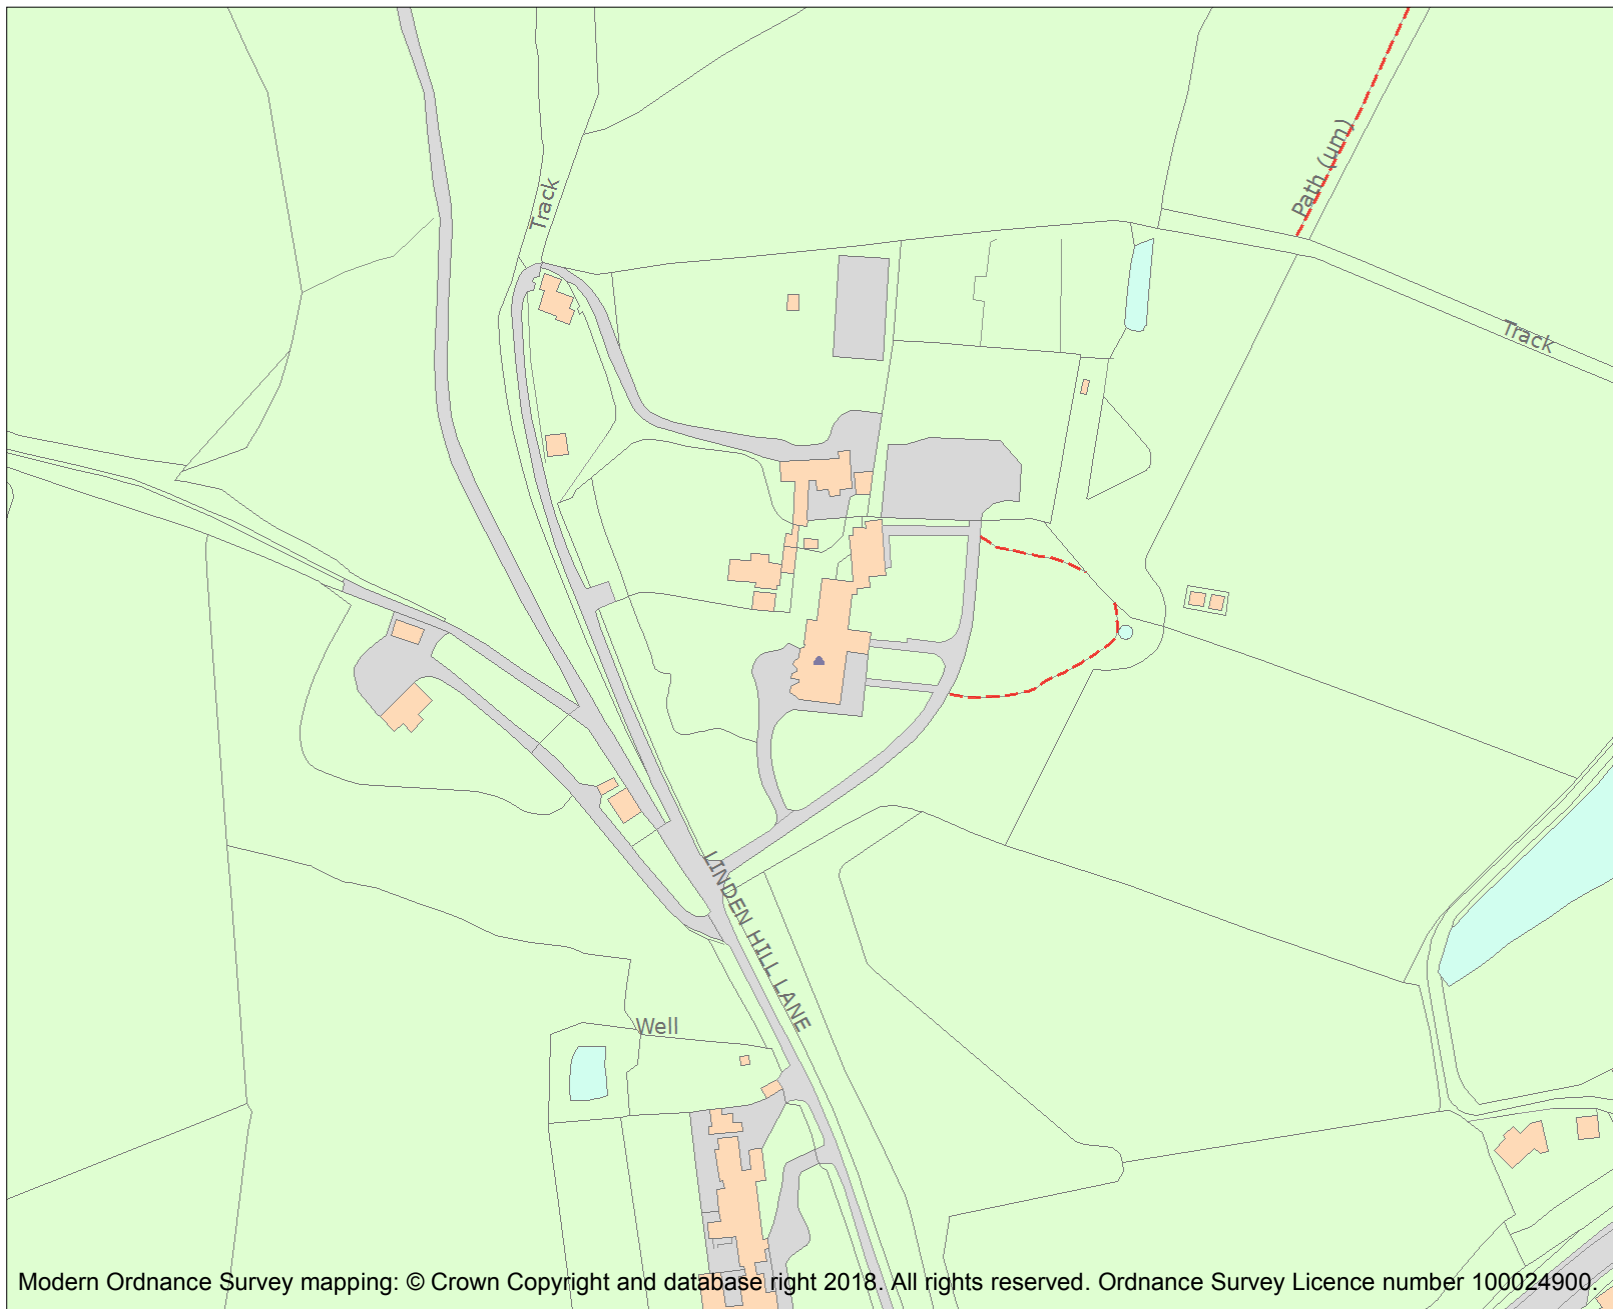 Path (um)
Track
Track
LINDEN HILL LANE
Well
Modern Ordnance Survey mapping: © Crown Copyright and database right 2018. All rights reserved. Ordnance Survey Licence number 100024900.